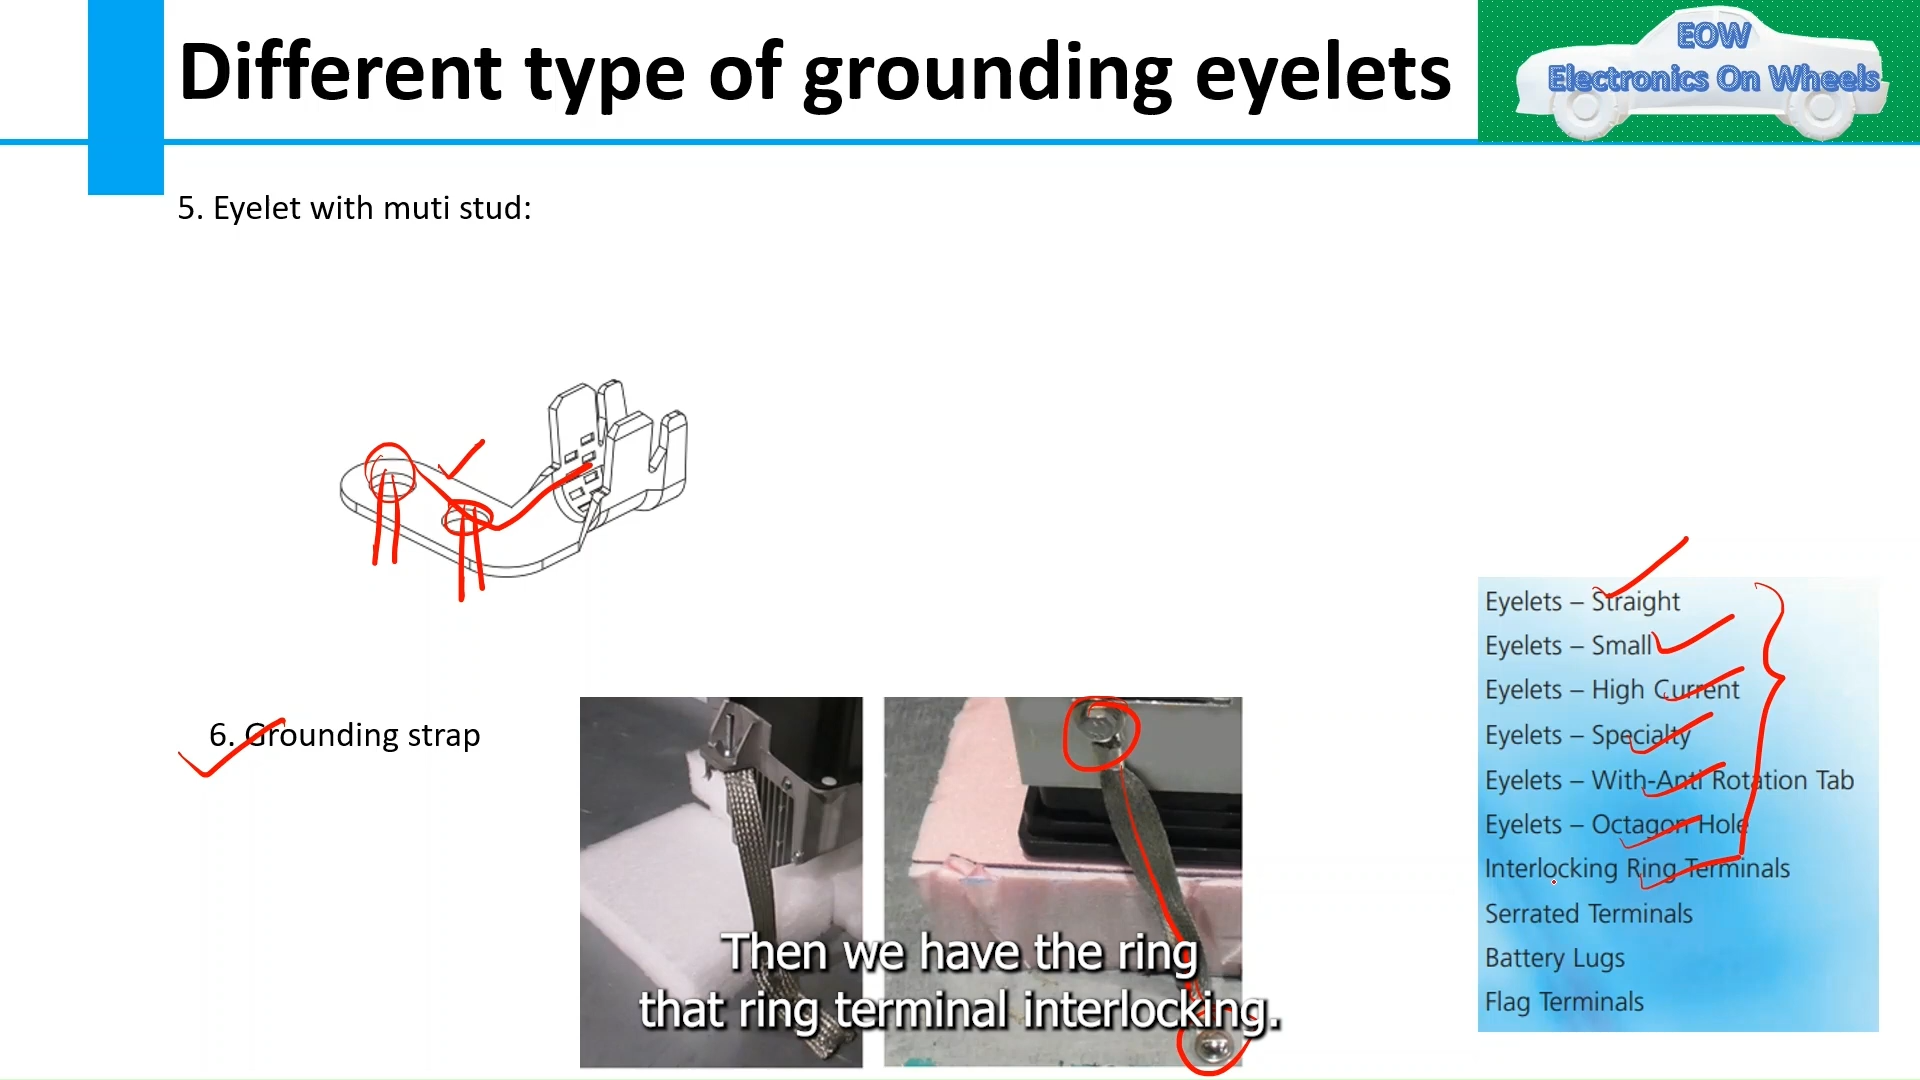 Different type of grounding eyelets
EOW
Electronics On Wheels
5. Eyelet with muti stud:
6. Grounding strap
Eyelets – Straight
Eyelets – Small
Eyelets – High Current
Eyelets – Specialty
Eyelets – With-Anti Rotation Tab
Eyelets – Octagon Hole
Interlocking Ring Terminals
Serrated Terminals
Battery Lugs
Flag Terminals
Then we have the ring
that ring terminal interlocking.